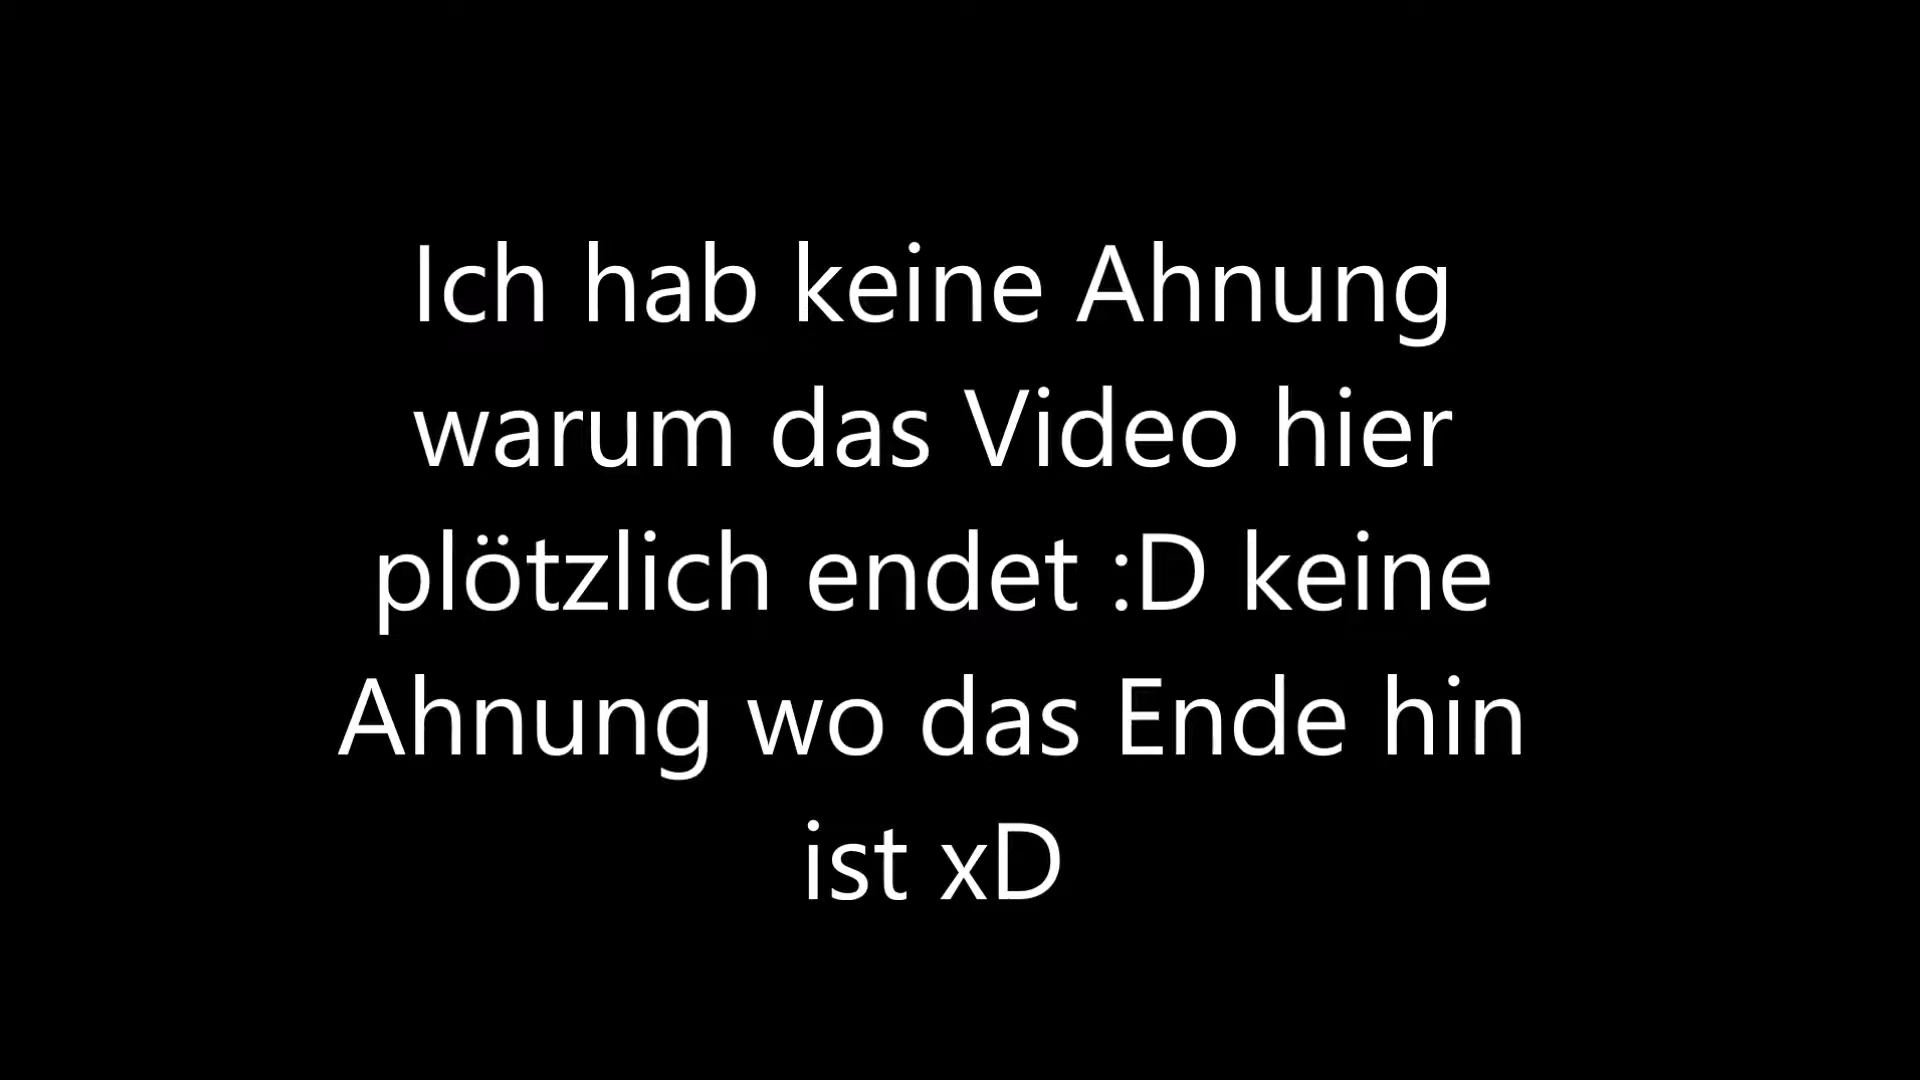 Ich hab keine Ahnung
warum das Video hier
plötzlich endet :D keine
Ahnung wo das Ende hin
ist xD